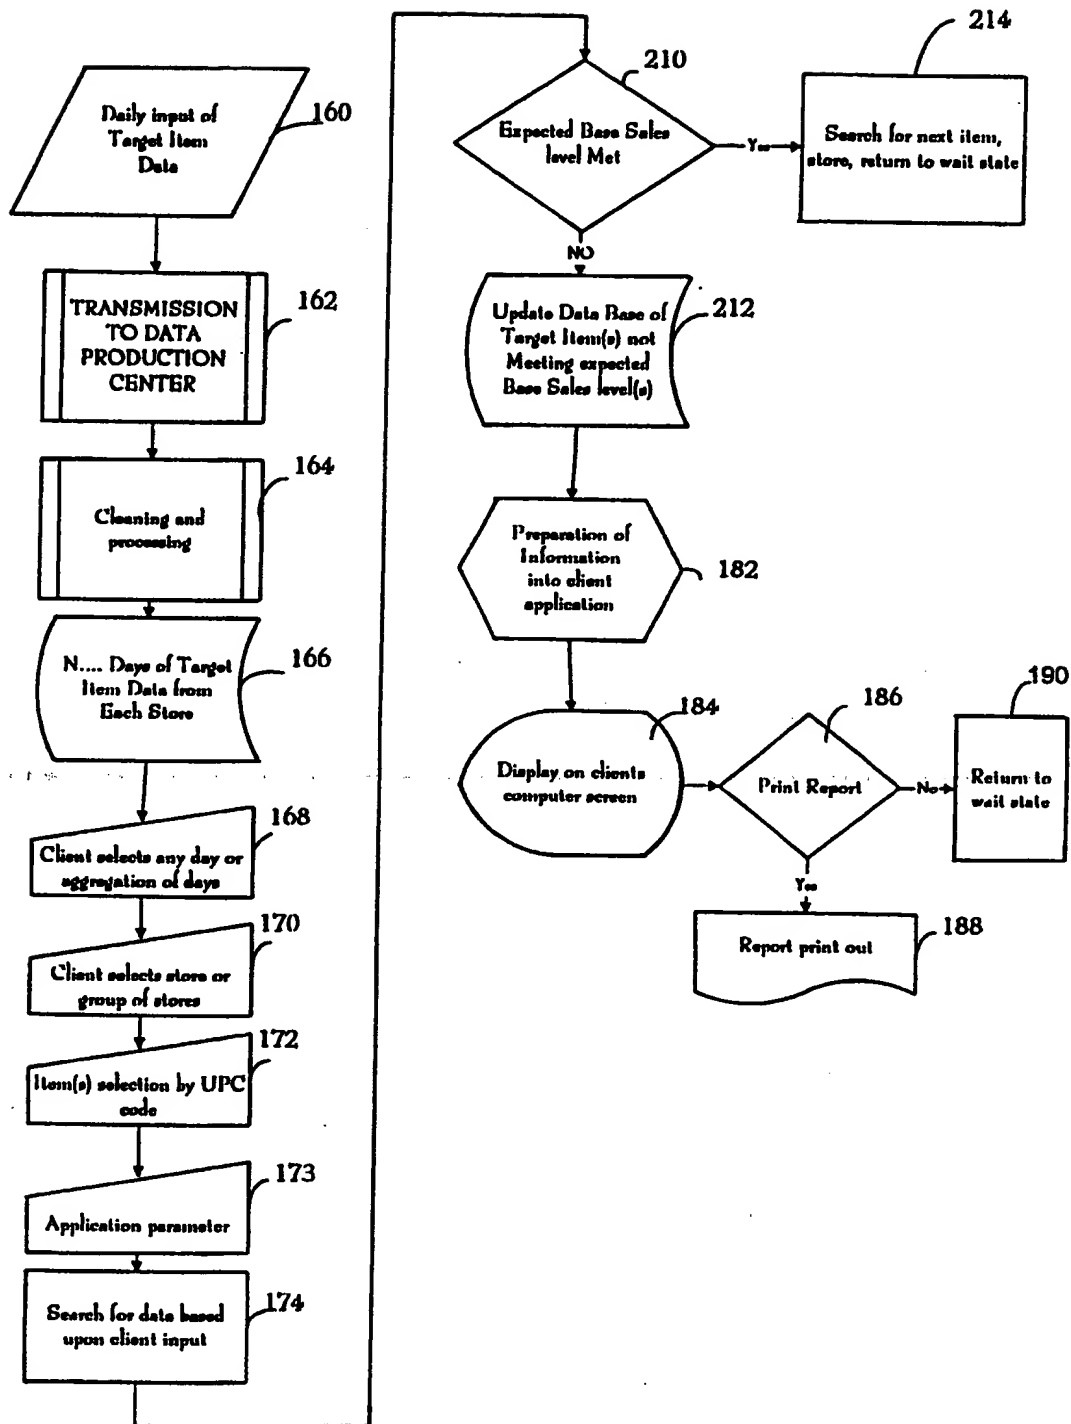 Daily input of
Target Item
Data
160
TRANSMISSION
TO DATA
PRODUCTION
CENTER
162
Cleaning and
processing
164
N.... Days of Target
Item Data from
Each Store
166
Client selects any day or
aggregation of days
168
Client selects store or
group of stores
170
Item(s) selection by UPC
code
172
Application parameter
173
Search for data based
upon client input
174
Expected Base Sales
level Met
210
Yes
Search for next item,
store, return to wait state
214
NO
Update Data Base of
Target Item(s) not
Meeting expected
Base Sales level(s)
212
Preparation of
Information
into client
application
182
Display on clients
computer screen
184
Print Report
186
No
Return to
wait state
190
Yes
Report print out
188